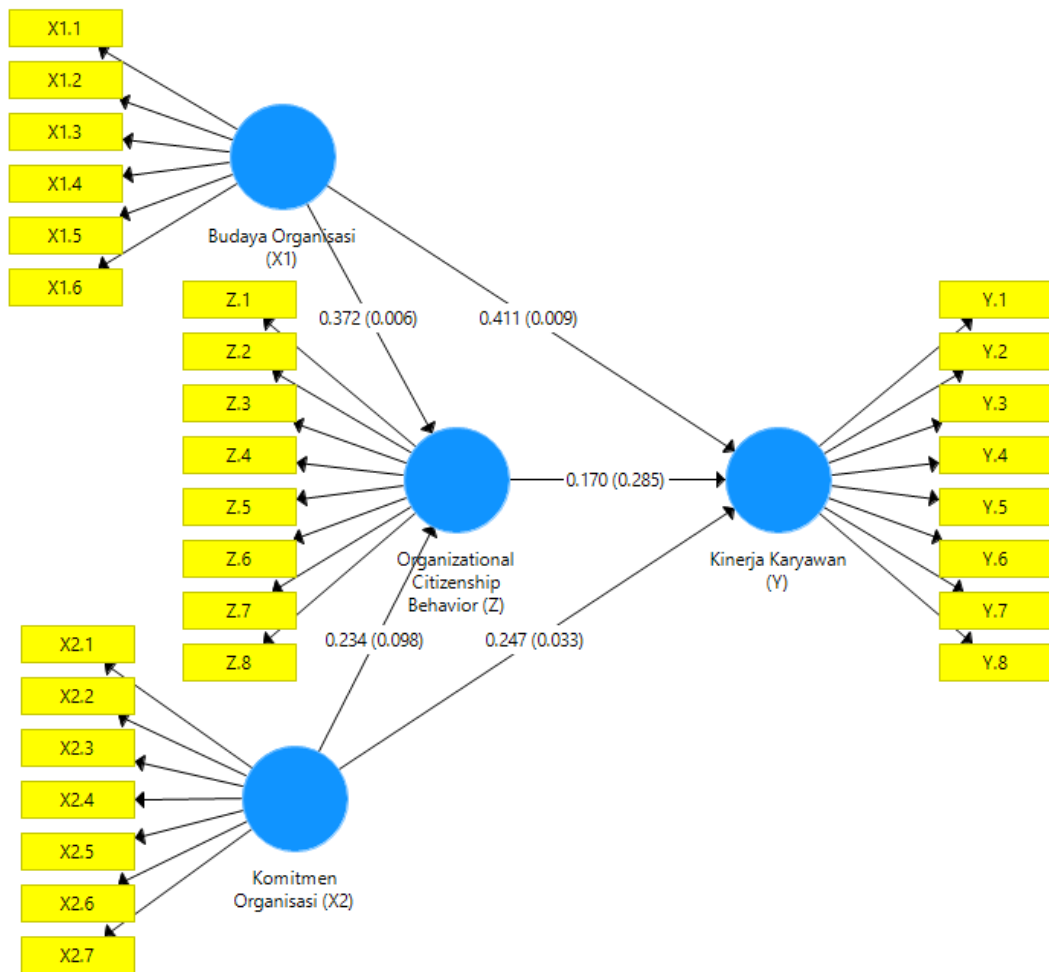 X1.1
X1.2
X1.3
X1.4
X1.5
X1.6
Budaya Organisasi
(X1)
0.372 (0.006)
0.411 (0.009)
Z.1
Z.2
Z.3
Z.4
Z.5
Z.6
Z.7
Z.8
Organizational
Citizenship
Behavior (Z)
0.170 (0.285)
Kinerja Karyawan
(Y)
Y.1
Y.2
Y.3
Y.4
Y.5
Y.6
Y.7
Y.8
0.234 (0.098)
0.247 (0.033)
X2.1
X2.2
X2.3
X2.4
X2.5
X2.6
X2.7
Komitmen
Organisasi (X2)